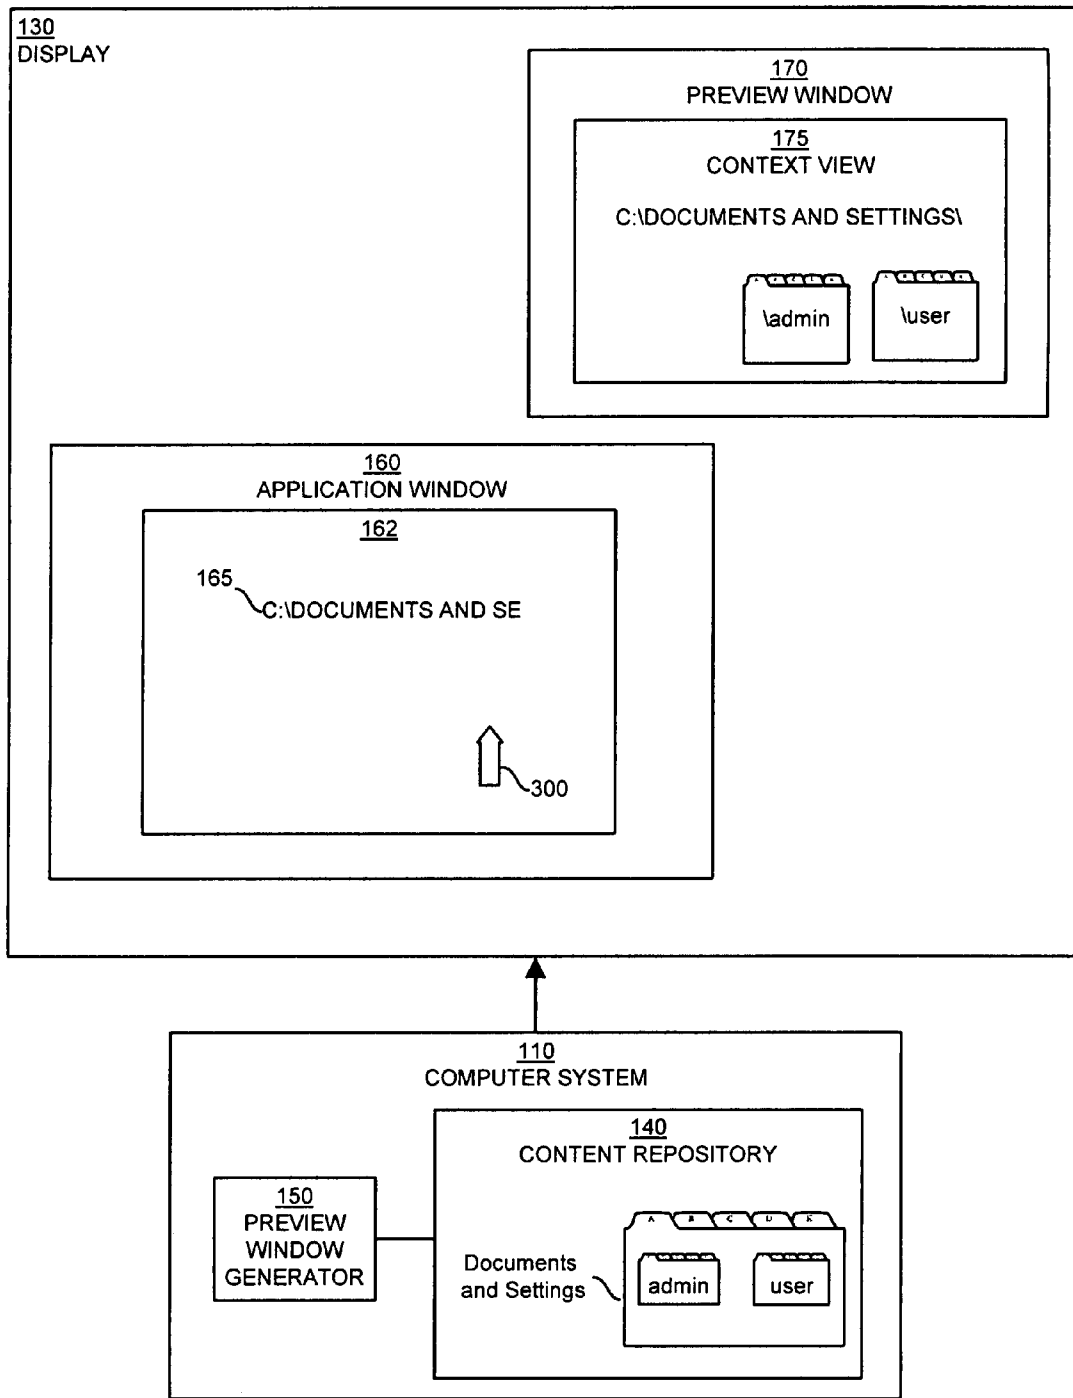 130
DISPLAY
170
PREVIEW WINDOW
175
CONTEXT VIEW
C:\DOCUMENTS AND SETTINGS\
\admin
\user
160
APPLICATION WINDOW
162
165
C:\DOCUMENTS AND SE
300
110
COMPUTER SYSTEM
140
CONTENT REPOSITORY
150
PREVIEW
WINDOW
GENERATOR
A B C D
Documents
and Settings
admin
user